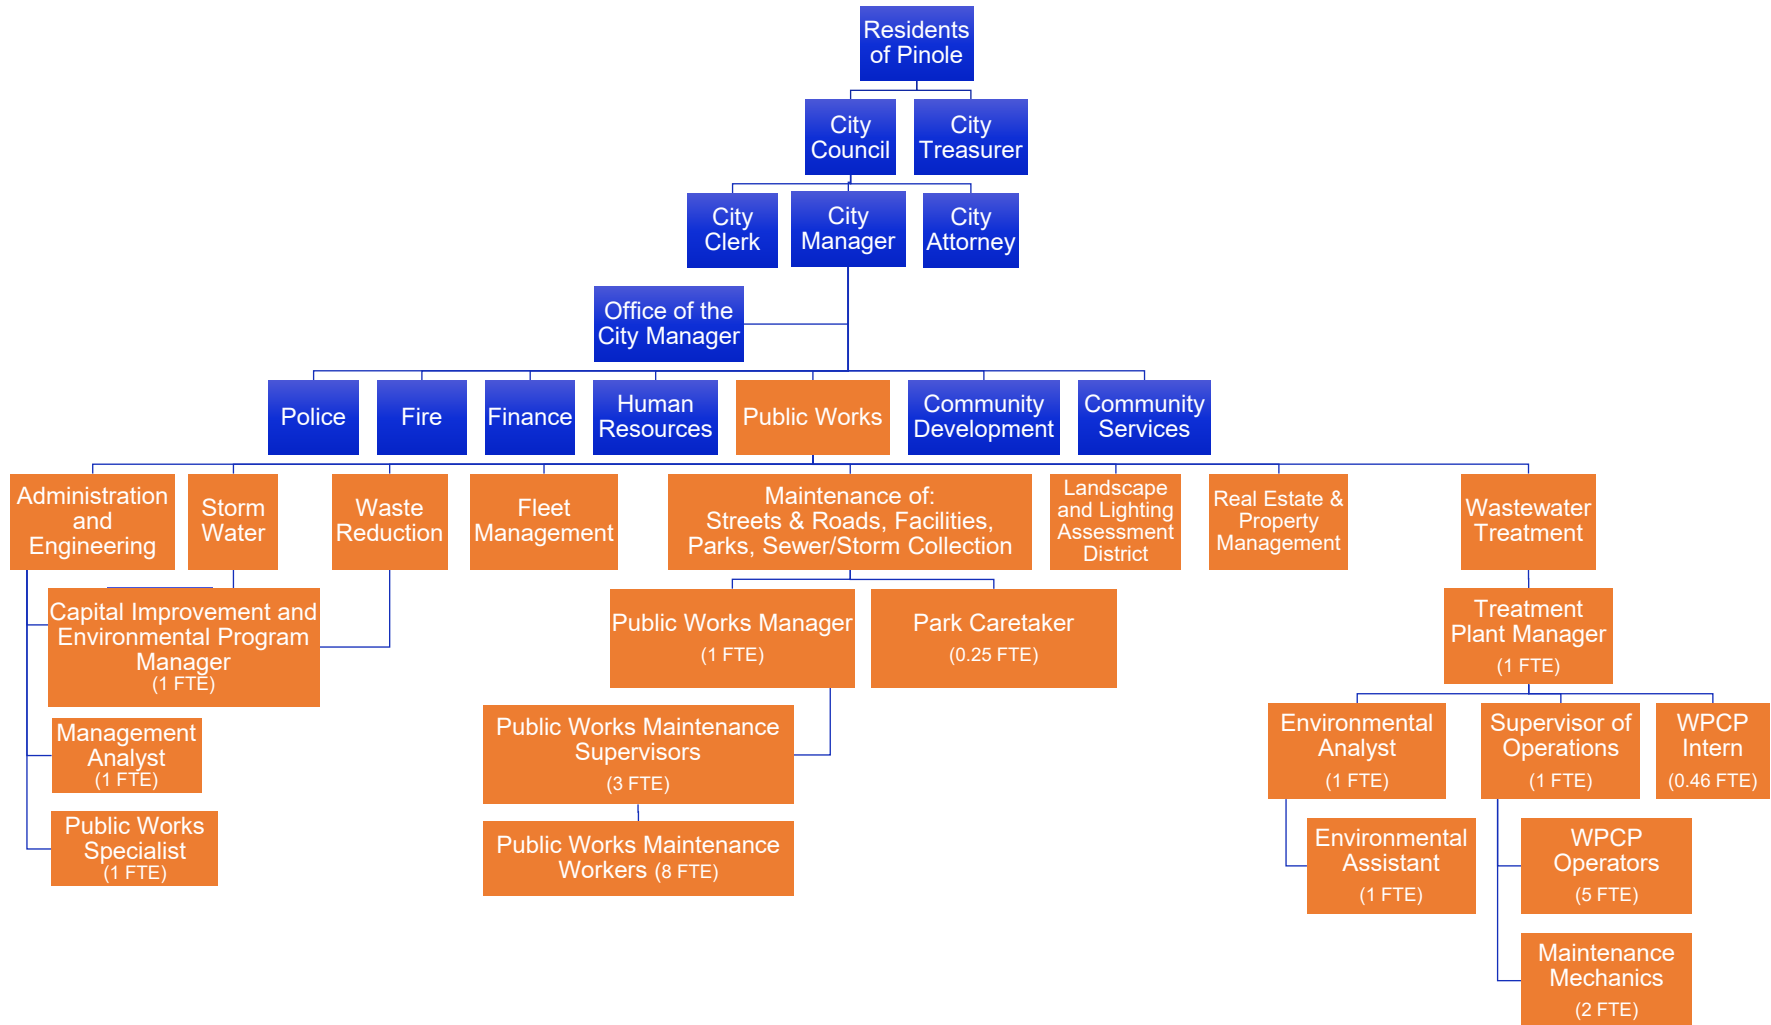 Residents
of Pinole
City
Council
City
Treasurer
City
Clerk
City
Manager
City
Attorney
Office of the
City Manager
Police
Fire
Finance
Human
Resources
Public Works
Community
Development
Community
Services
Administration
and
Engineering
Storm
Water
Waste
Reduction
Fleet
Management
Maintenance of:
Streets & Roads, Facilities,
Parks, Sewer/Storm Collection
Landscape
and Lighting
Assessment
District
Real Estate &
Property
Management
Wastewater
Treatment
Capital Improvement and
Environmental Program
Manager
(1 FTE)
Public Works Manager
(1 FTE)
Park Caretaker
(0.25 FTE)
Treatment
Plant Manager
(1 FTE)
Management
Analyst
(1 FTE)
Public Works
Specialist
(1 FTE)
Public Works Maintenance
Supervisors
(3 FTE)
Public Works Maintenance
Workers (8 FTE)
Environmental
Analyst
(1 FTE)
Supervisor of
Operations
(1 FTE)
WPCP
Intern
(0.46 FTE)
Environmental
Assistant
(1 FTE)
WPCP
Operators
(5 FTE)
Maintenance
Mechanics
(2 FTE)